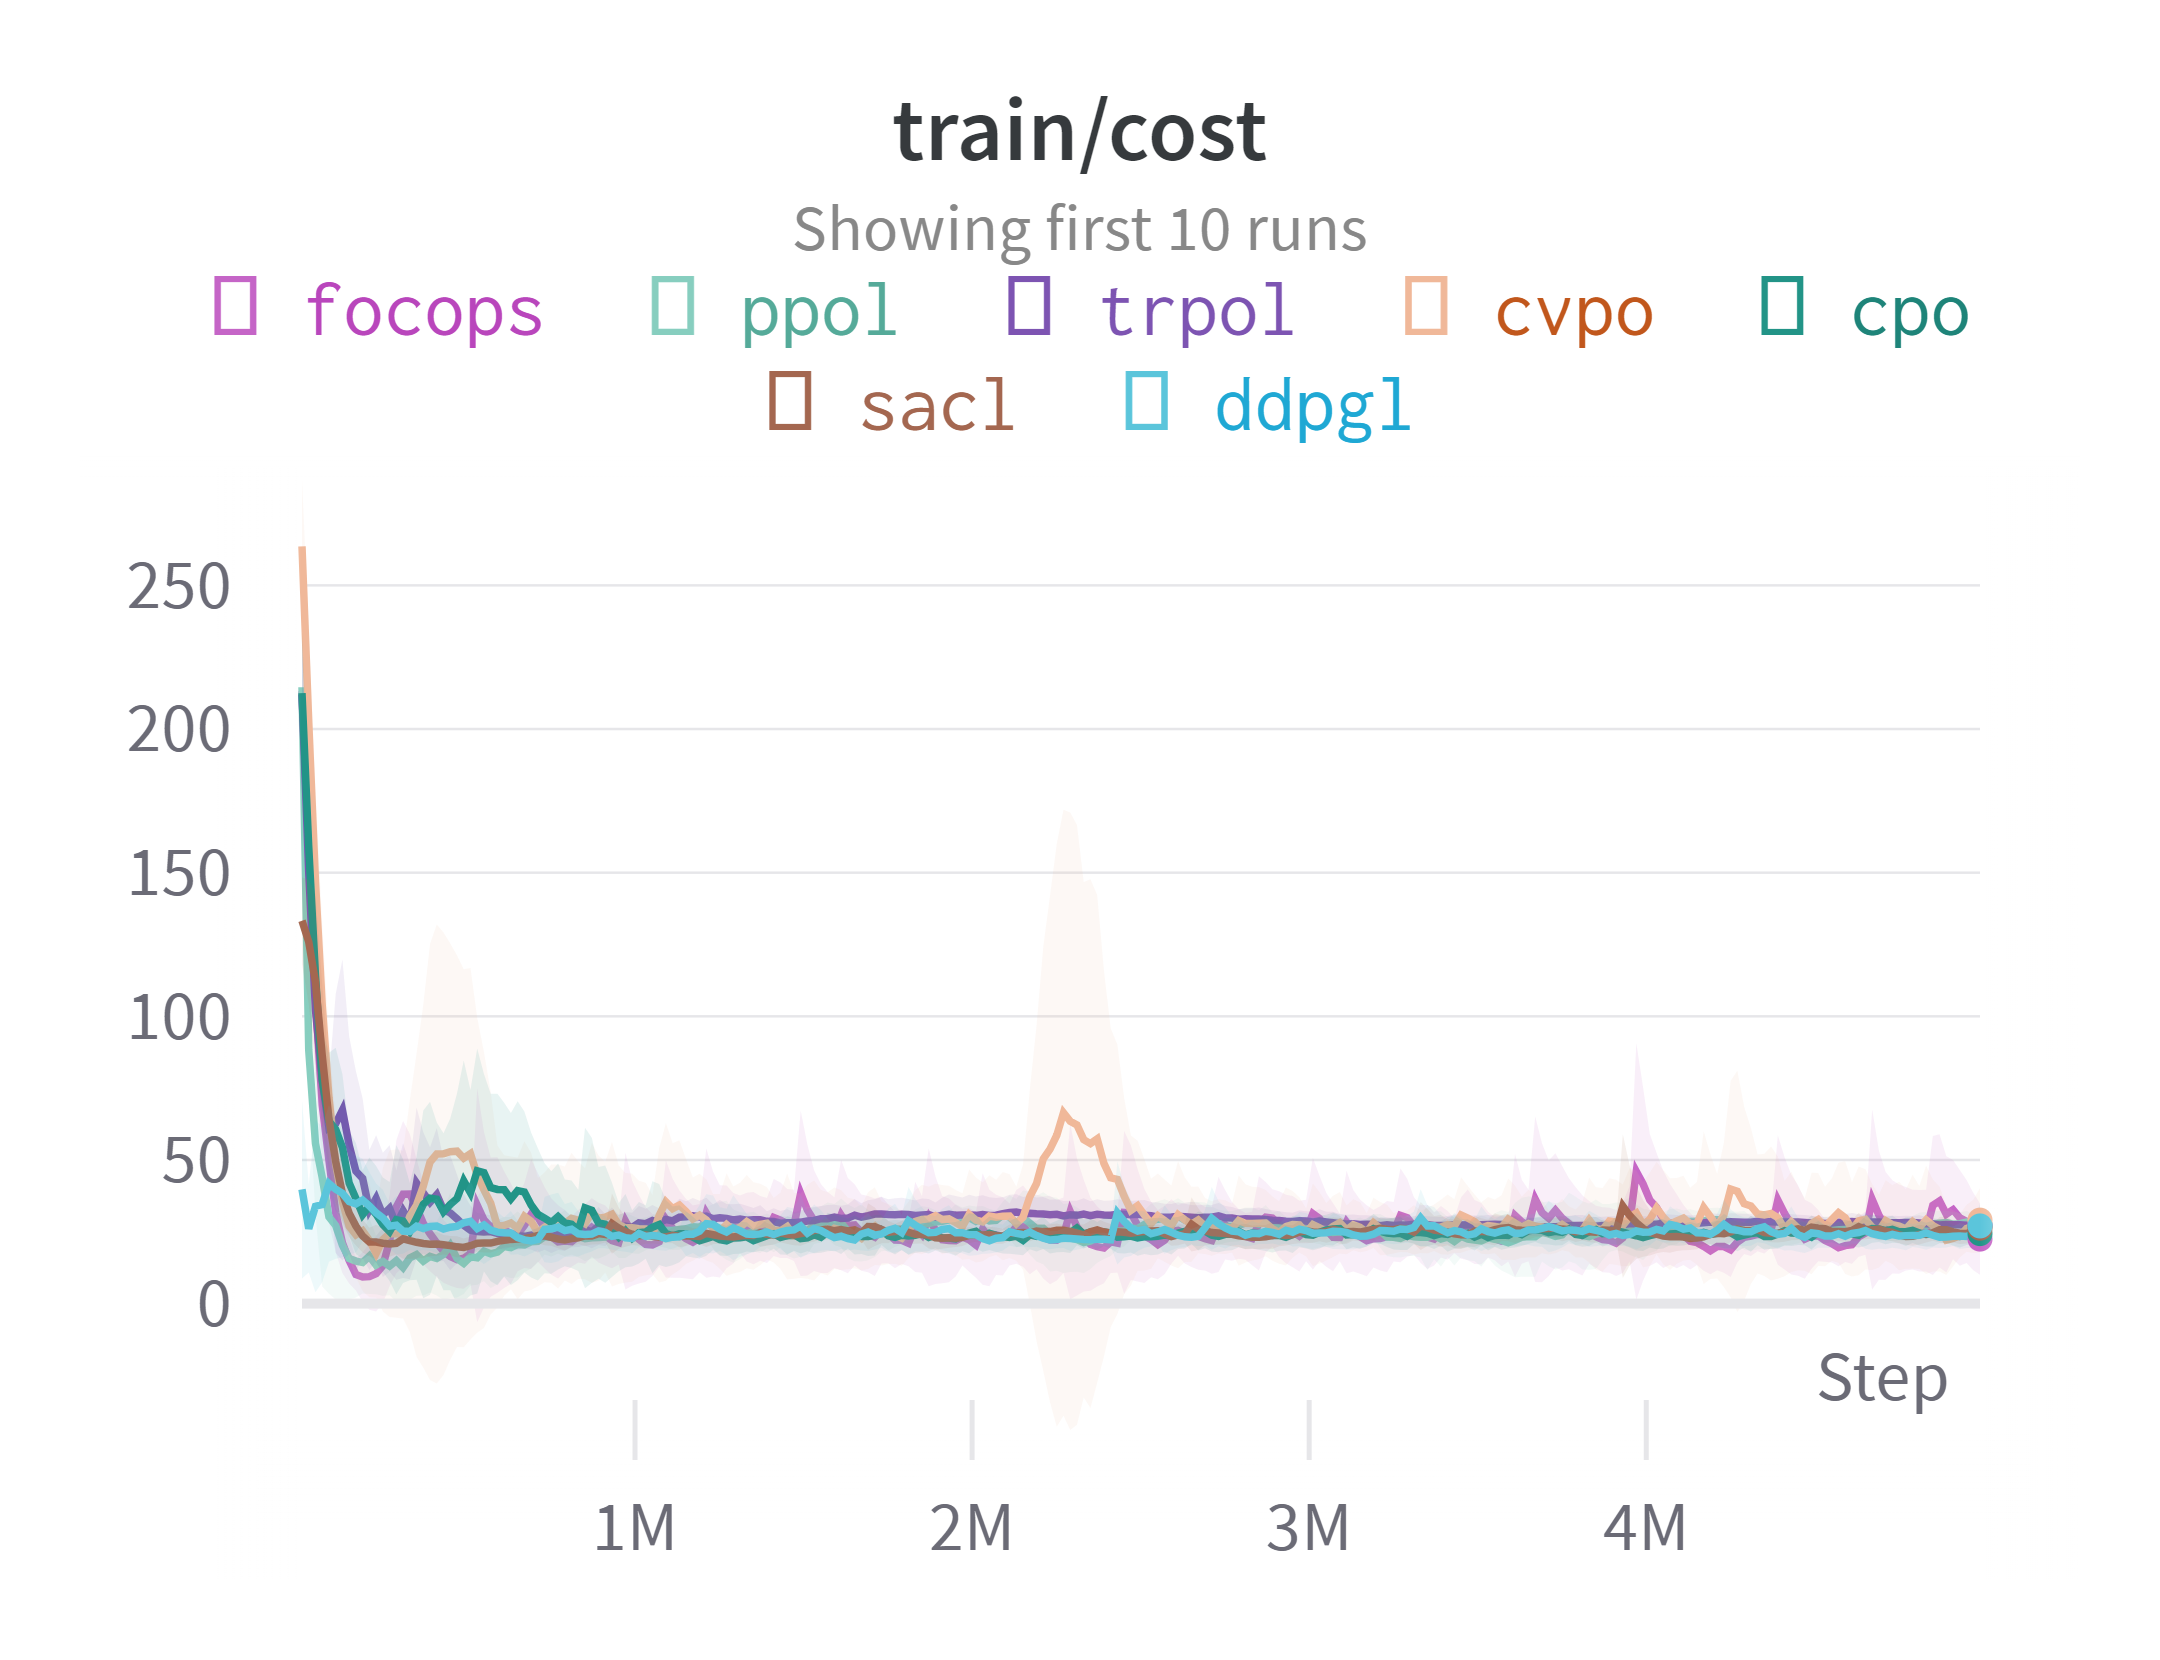 train/cost
Showing first 10 runs
focops ppol trpol cvpo cpo
sacl ddpgl
250
200
150
100
50
0
Step
1M 2M 3M 4M